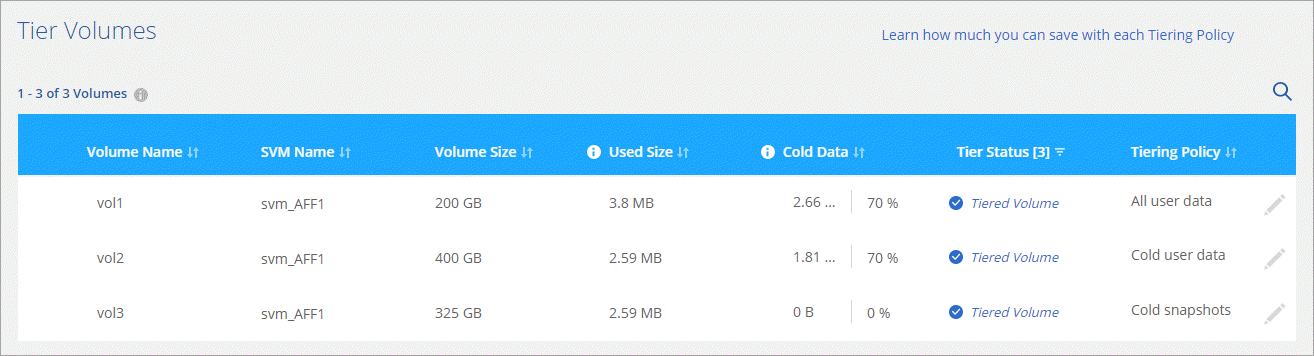 Tier Volumes
Learn how much you can save with each Tiering Policy
1 - 3 of 3 Volumes
Volume Name SVM Name Volume Size Used Size Cold Data Tier Status [3] Tiering Policy
vol1 svm_AFF1 200 GB 3.8 MB 2.66 ... 70 % Tiered Volume All user data
vol2 svm_AFF1 400 GB 2.59 MB 1.81 ... 70 % Tiered Volume Cold user data
vol3 svm_AFF1 325 GB 2.59 MB 0 B 0 % Tiered Volume Cold snapshots